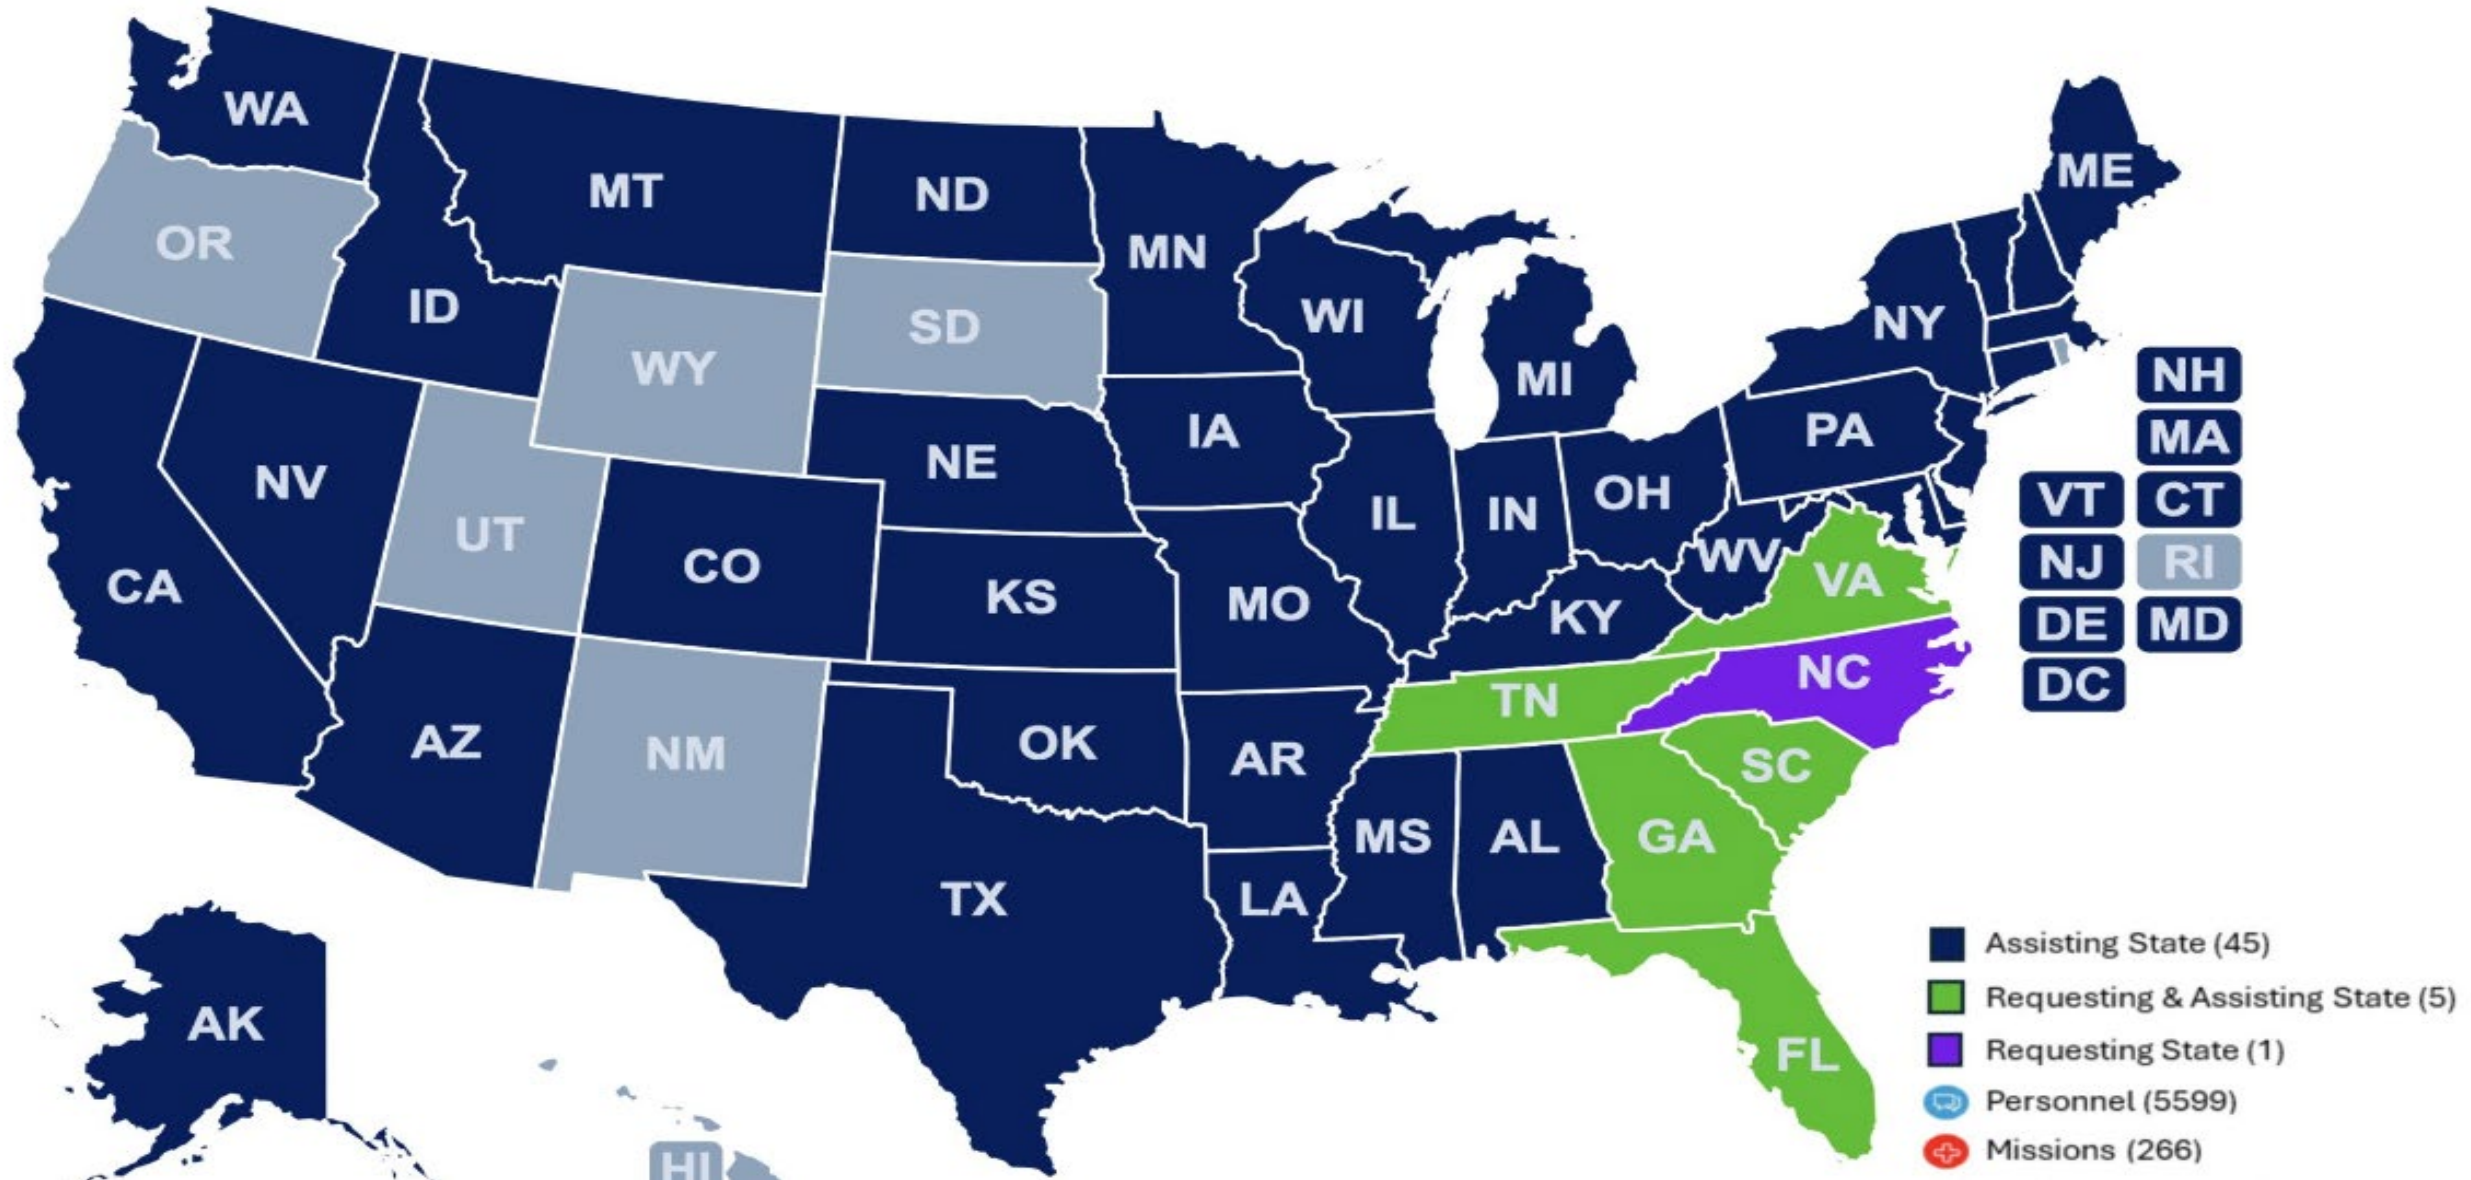 WA
MT
ND
ME
OR
MN
ID
SD
WI
NY
WY
MI
NH
NE
IA
PA
MA
NV
UT
IL
IN
OH
VT
CT
CO
WV
NJ
RI
CA
KS
MO
KY
VA
DE
MD
NC
DC
AZ
NM
OK
AR
TN
SC
MS
AL
GA
TX
LA
Assisting State (45)
Requesting & Assisting State (5)
AK
FL
Requesting State (1)
Personnel (5599)
Missions (266)
HI